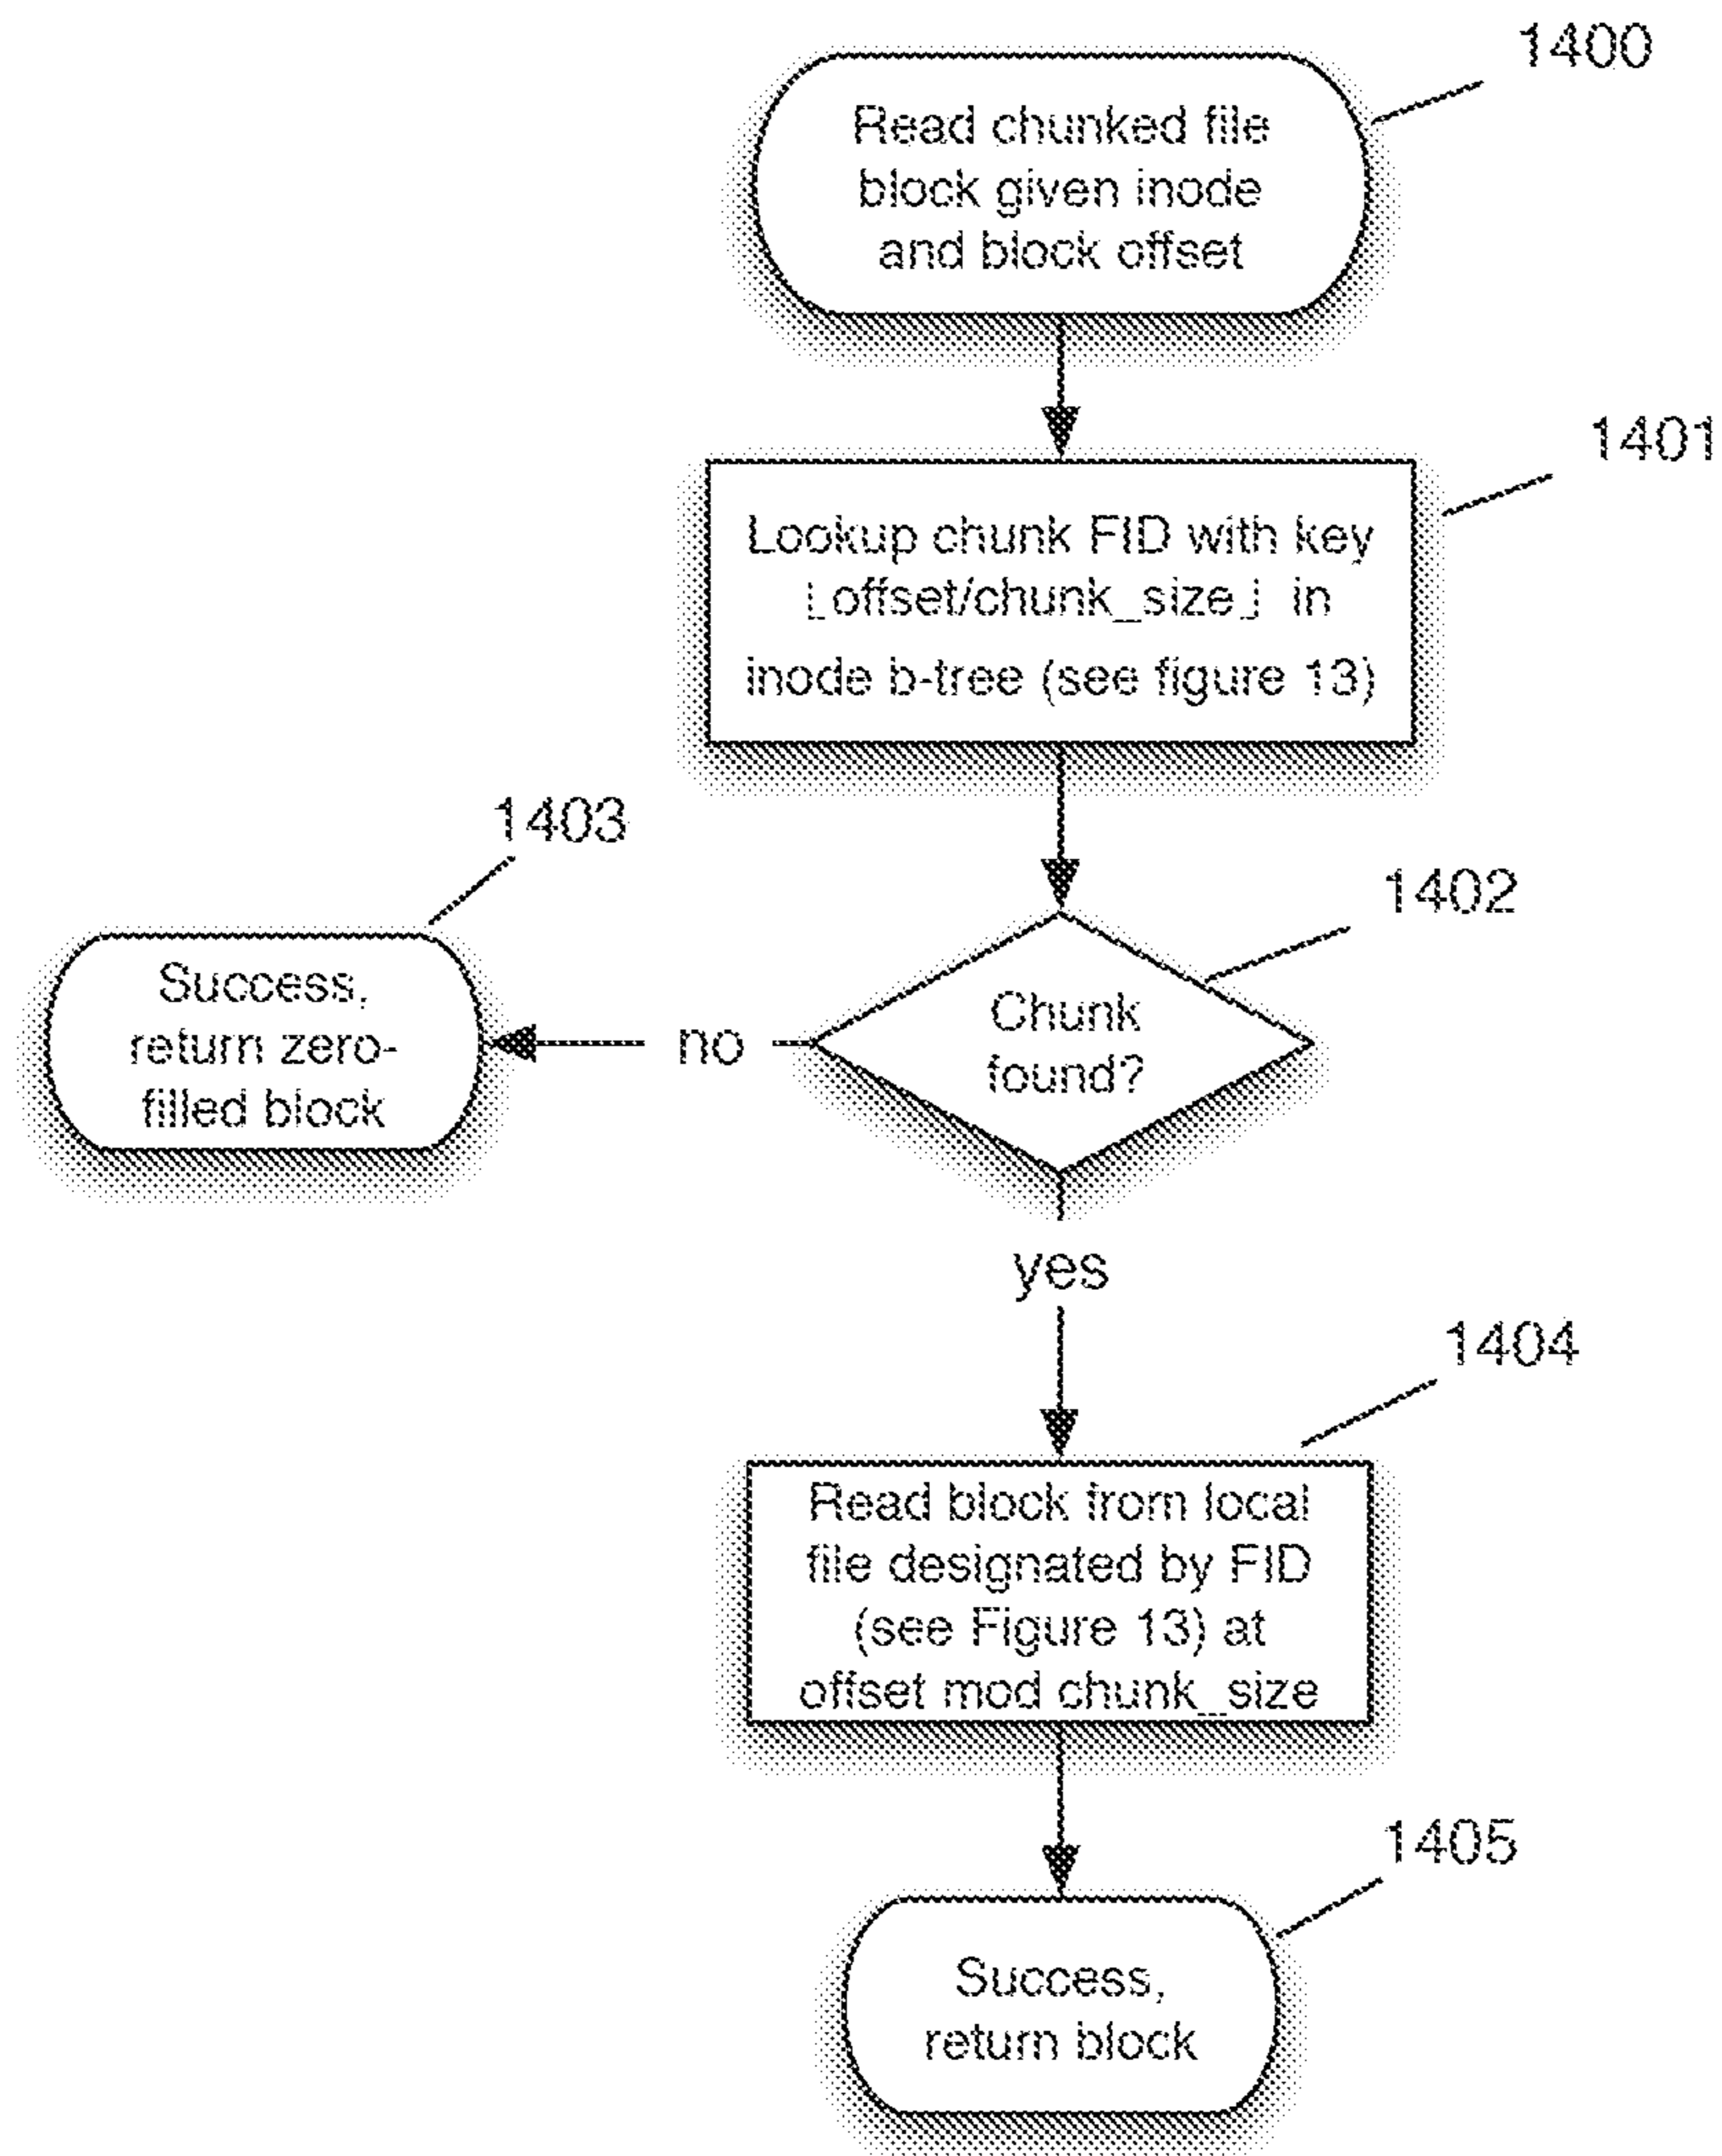 1400
Read chunked file
block given inode
and block offset
1401
Lookup chunk FID with key
⌊offset/chunk_size⌋ in
inode b-tree (see figure 13)
1403
1402
Success,
return zero-
filled block
no
Chunk
found?
yes
1404
Read block from local
file designated by FID
(see Figure 13) at
offset mod chunk_size
1405
Success,
return block